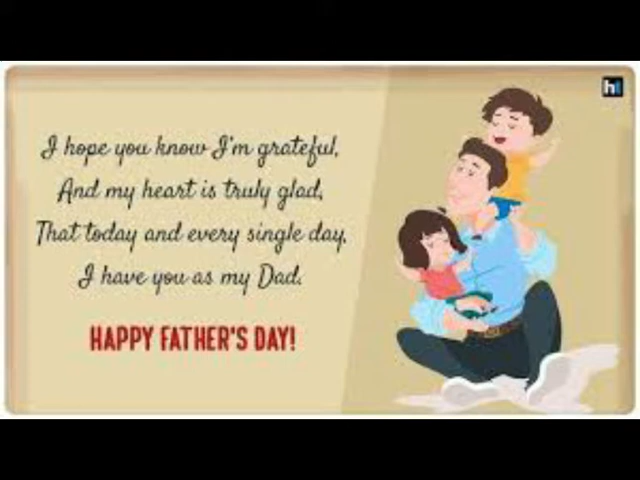 I hope you know I'm grateful,
And my heart is truly glad,
That today and every single day,
I have you as my Dad.
HAPPY FATHER'S DAY!
ht